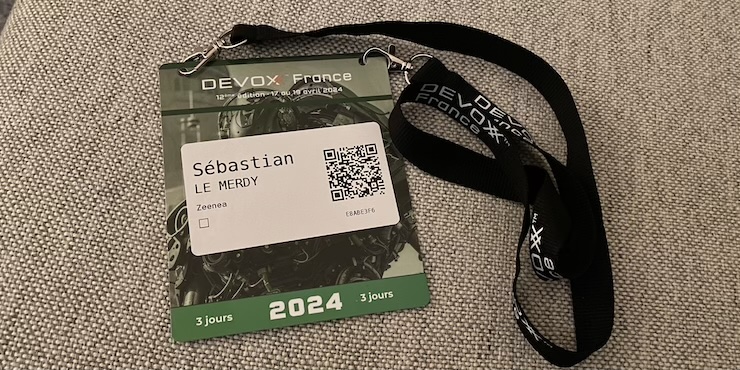 DEVOXX France
12ème édition - 17 au 19 avril 2024
Sébastian
LE MERDY
Zeenea
E8ABE3F6
3 jours
2024
3 jours
DEVOXX
France
DEVOXX